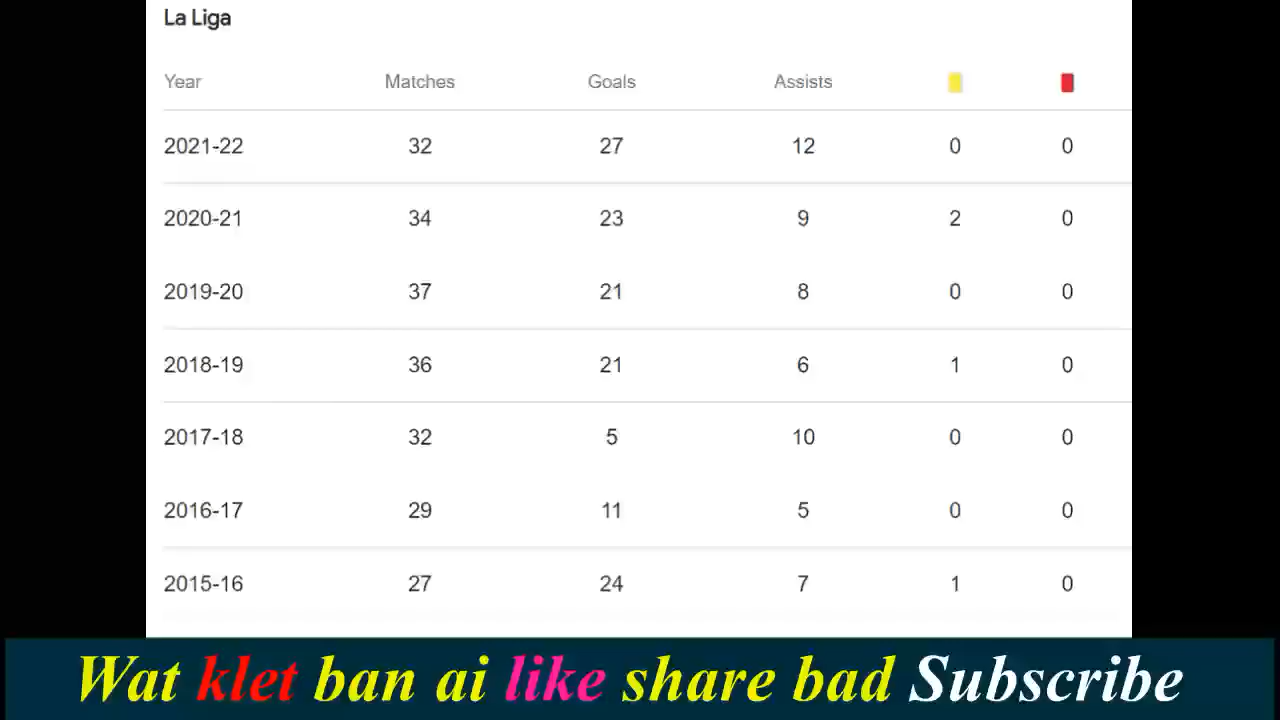 La Liga
Year Matches Goals Assists
2021-22 32 27 12 0 0
2020-21 34 23 9 2 0
2019-20 37 21 8 0 0
2018-19 36 21 6 1 0
2017-18 32 5 10 0 0
2016-17 29 11 5 0 0
2015-16 27 24 7 1 0
Wat klet ban ai like share bad Subscribe